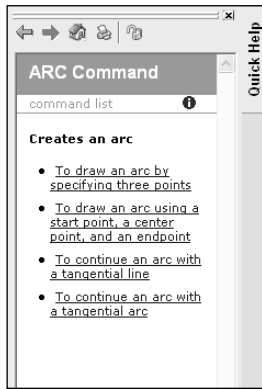 Quick Help
ARC Command
command list
Creates an arc
• To draw an arc by
specifying three points
• To draw an arc using a
start point, a center
point, and an endpoint
• To continue an arc with
a tangential line
• To continue an arc with
a tangential arc